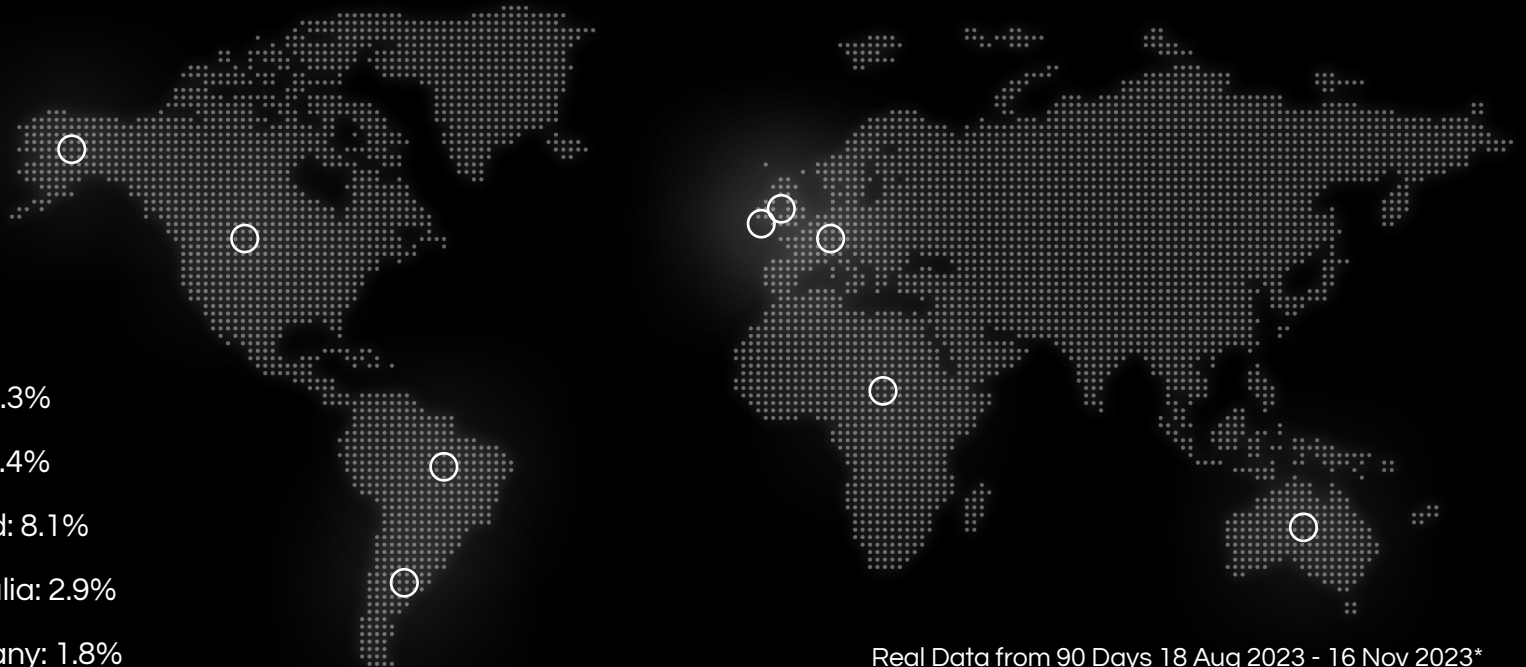 .3%
.4%
d: 8.1%
lia: 2.9%
any: 1.8%
Real Data from 90 Days 18 Aug 2023 - 16 Nov 2023*